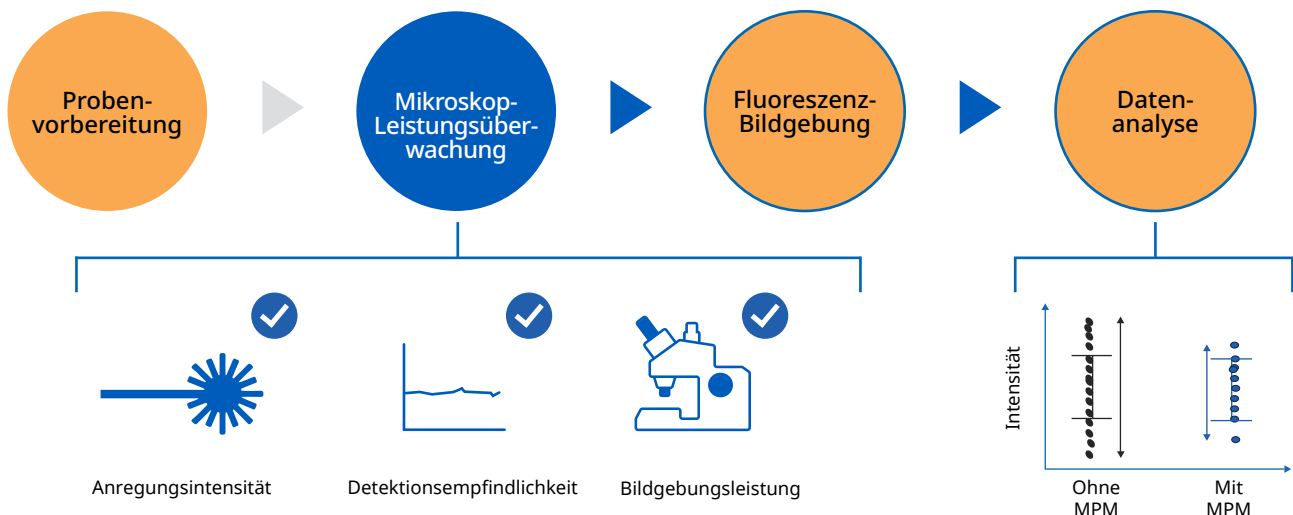 Proben-
vorbereitung
Mikroskop-
Leistungsüber-
wachung
Fluoreszenz-
Bildgebung
Daten-
analyse
Anregungsintensität
Detektionsempfindlichkeit
Bildgebungsleistung
Intensität
Ohne
MPM
Mit
MPM